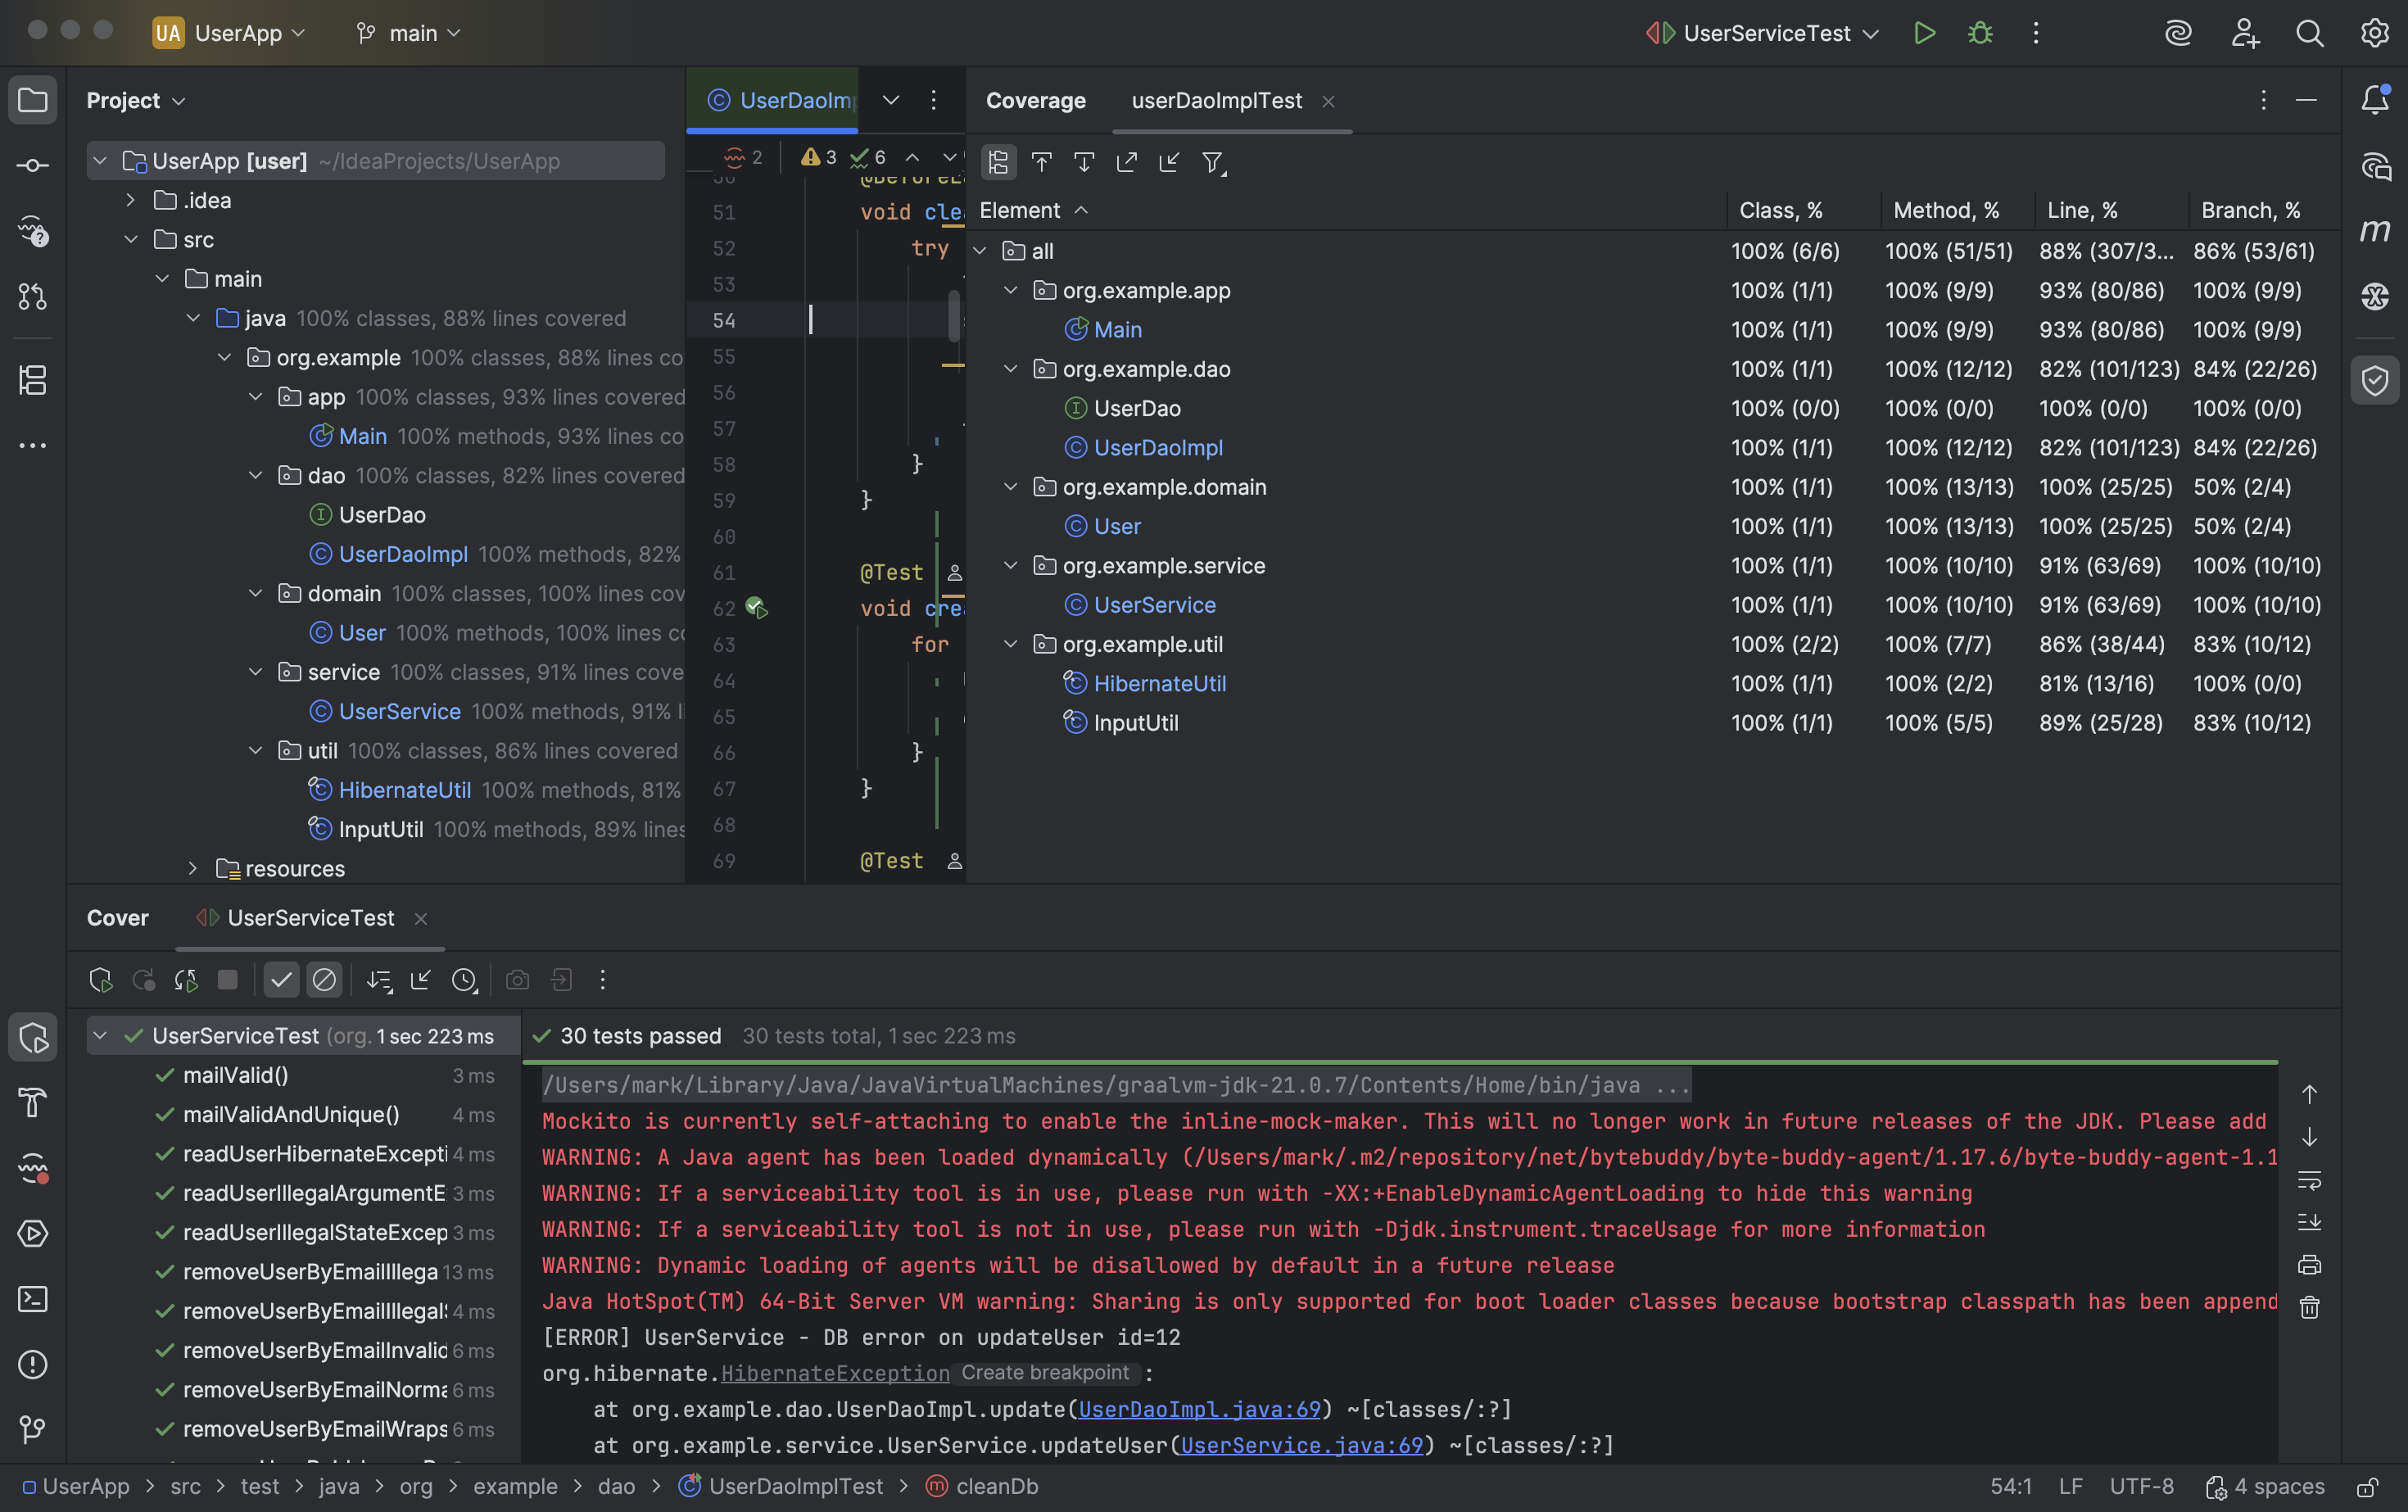 UA UserApp main UserServiceTest
Project
UserApp [user] ~/IdeaProjects/UserApp
.idea
src
main
java 100% classes, 88% lines covered
org.example 100% classes, 88% lines co
app 100% classes, 93% lines covered
Main 100% methods, 93% lines co
dao 100% classes, 82% lines covered
UserDao
UserDaoImpl 100% methods, 82%
domain 100% classes, 100% lines cov
User 100% methods, 100% lines co
service 100% classes, 91% lines cove
UserService 100% methods, 91% li
util 100% classes, 86% lines covered
HibernateUtil 100% methods, 81%
InputUtil 100% methods, 89% lines
resources
UserDaoImp
2 3 6
51 void clea
52 try
53
54
55
56
57
58 }
59 }
60
61 @Test
62 void crea
63 for
64
65
66 }
67 }
68
69 @Test
Coverage userDaoImplTest
Element Class, % Method, % Line, % Branch, %
all 100% (6/6) 100% (51/51) 88% (307/3... 86% (53/61)
org.example.app 100% (1/1) 100% (9/9) 93% (80/86) 100% (9/9)
Main 100% (1/1) 100% (9/9) 93% (80/86) 100% (9/9)
org.example.dao 100% (1/1) 100% (12/12) 82% (101/123) 84% (22/26)
UserDao 100% (0/0) 100% (0/0) 100% (0/0) 100% (0/0)
UserDaoImpl 100% (1/1) 100% (12/12) 82% (101/123) 84% (22/26)
org.example.domain 100% (1/1) 100% (13/13) 100% (25/25) 50% (2/4)
User 100% (1/1) 100% (13/13) 100% (25/25) 50% (2/4)
org.example.service 100% (1/1) 100% (10/10) 91% (63/69) 100% (10/10)
UserService 100% (1/1) 100% (10/10) 91% (63/69) 100% (10/10)
org.example.util 100% (2/2) 100% (7/7) 86% (38/44) 83% (10/12)
HibernateUtil 100% (1/1) 100% (2/2) 81% (13/16) 100% (0/0)
InputUtil 100% (1/1) 100% (5/5) 89% (25/28) 83% (10/12)
Cover UserServiceTest
UserServiceTest (org. 1 sec 223 ms
mailValid() 3 ms
mailValidAndUnique() 4 ms
readUserHibernateExcepti 4 ms
readUserIllegalArgumentE 3 ms
readUserIllegalStateExcep 3 ms
removeUserByEmailIllega 13 ms
removeUserByEmailIllegalS 4 ms
removeUserByEmailInvalid 6 ms
removeUserByEmailNorma 6 ms
removeUserByEmailWraps 6 ms
30 tests passed 30 tests total, 1 sec 223 ms
/Users/mark/Library/Java/JavaVirtualMachines/graalvm-jdk-21.0.7/Contents/Home/bin/java ...
Mockito is currently self-attaching to enable the inline-mock-maker. This will no longer work in future releases of the JDK. Please add
WARNING: A Java agent has been loaded dynamically (/Users/mark/.m2/repository/net/bytebuddy/byte-buddy-agent/1.17.6/byte-buddy-agent-1.1
WARNING: If a serviceability tool is in use, please run with -XX:+EnableDynamicAgentLoading to hide this warning
WARNING: If a serviceability tool is not in use, please run with -Djdk.instrument.traceUsage for more information
WARNING: Dynamic loading of agents will be disallowed by default in a future release
Java HotSpot(TM) 64-Bit Server VM warning: Sharing is only supported for boot loader classes because bootstrap classpath has been append
[ERROR] UserService - DB error on updateUser id=12
org.hibernate.HibernateException Create breakpoint :
at org.example.dao.UserDaoImpl.update(UserDaoImpl.java:69) ~[classes/:?]
at org.example.service.UserService.updateUser(UserService.java:69) ~[classes/:?]
UserApp > src > test > java > org > example > dao > UserDaoImplTest > cleanDb 54:1 LF UTF-8 4 spaces